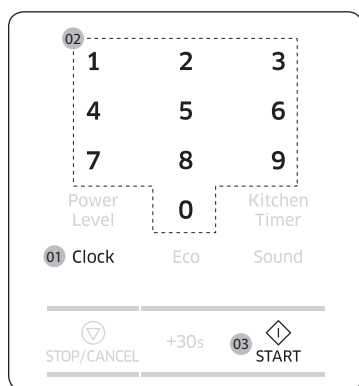 02
1 2 3
4 5 6
7 8 9
Power Level 0 Kitchen Timer
01 Clock Eco Sound
STOP/CANCEL +30s 03 START